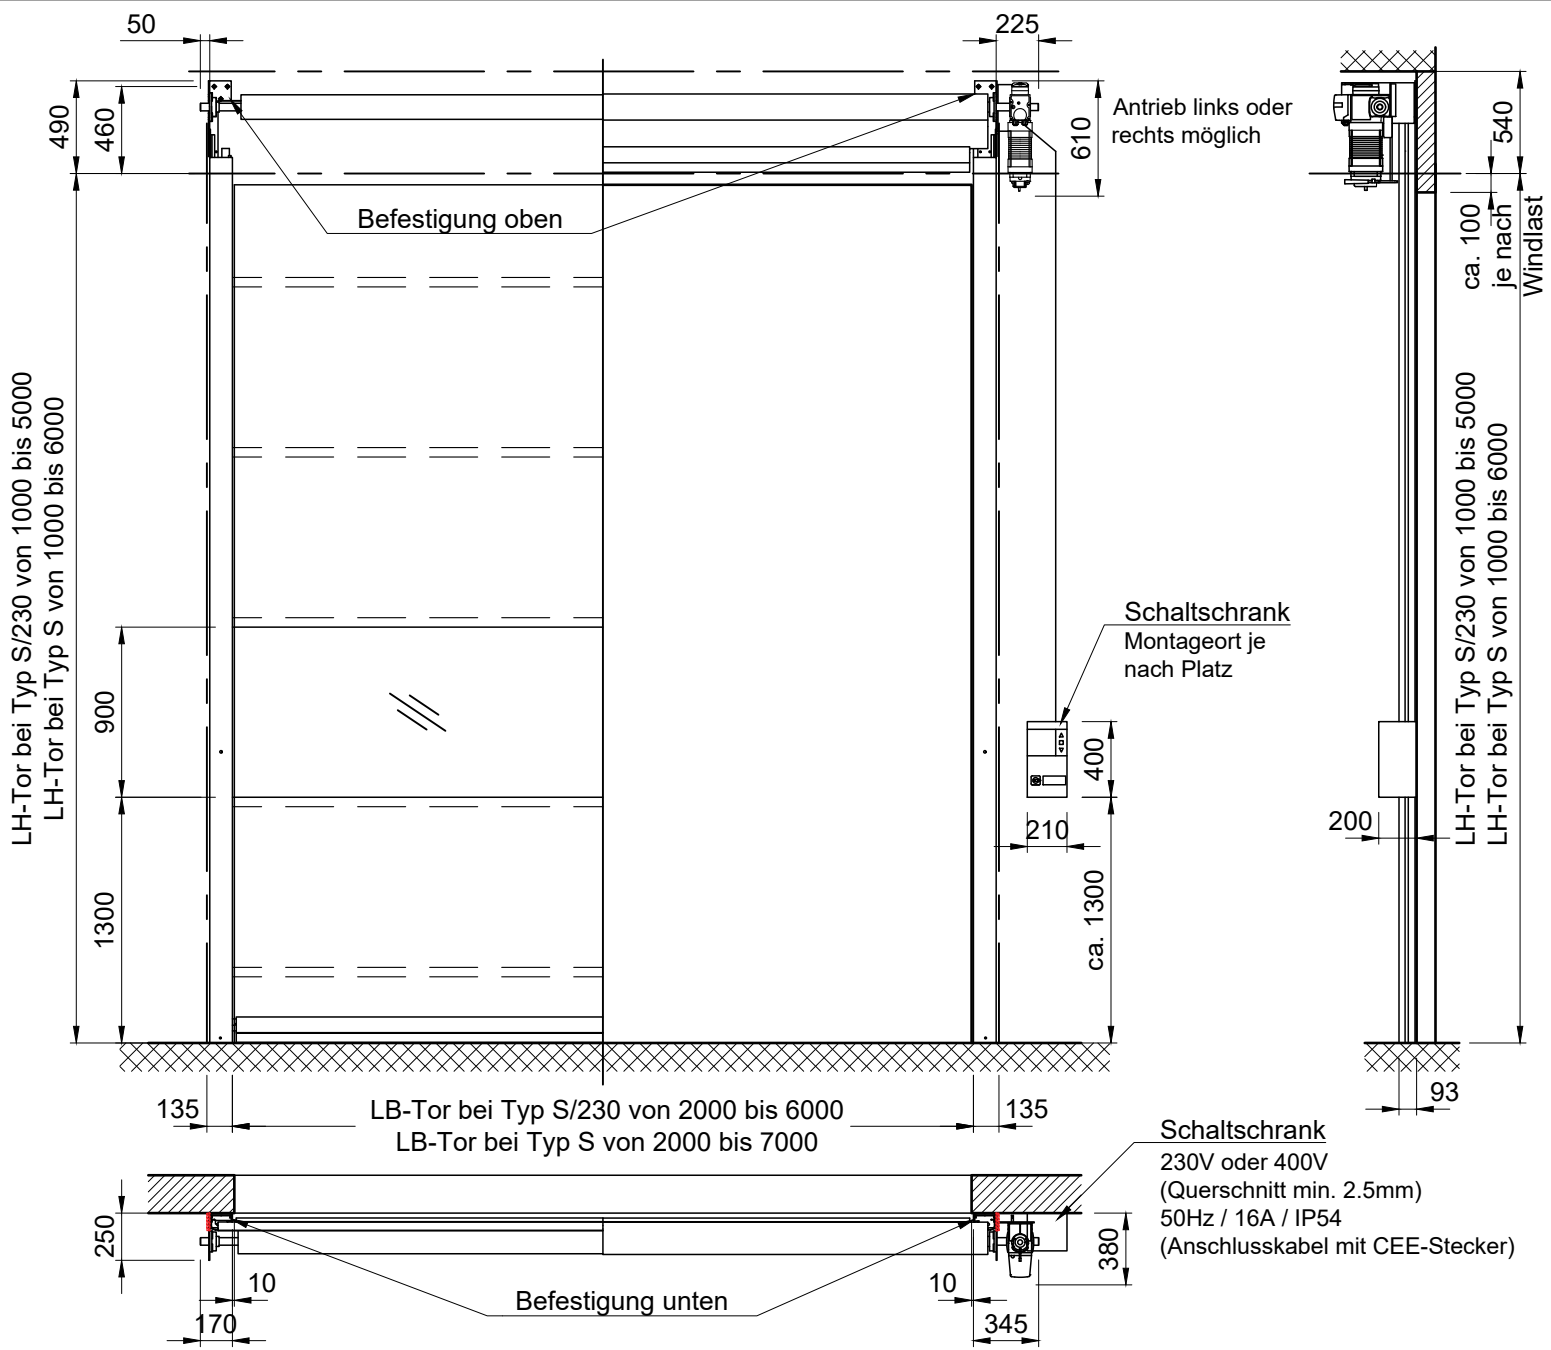 50
225
490
460
610
Antrieb links oder
rechts möglich
540
Befestigung oben
ca. 100
je nach
Windlast
LH-Tor bei Typ S/230 von 1000 bis 5000
LH-Tor bei Typ S von 1000 bis 6000
LH-Tor bei Typ S/230 von 1000 bis 5000
LH-Tor bei Typ S von 1000 bis 6000
Schaltschrank
Montageort je
nach Platz
900
400
210
200
1300
ca. 1300
135
LB-Tor bei Typ S/230 von 2000 bis 6000
LB-Tor bei Typ S von 2000 bis 7000
135
93
Schaltschrank
230V oder 400V
(Querschnitt min. 2.5mm)
50Hz / 16A / IP54
(Anschlusskabel mit CEE-Stecker)
250
380
10
10
Befestigung unten
170
345